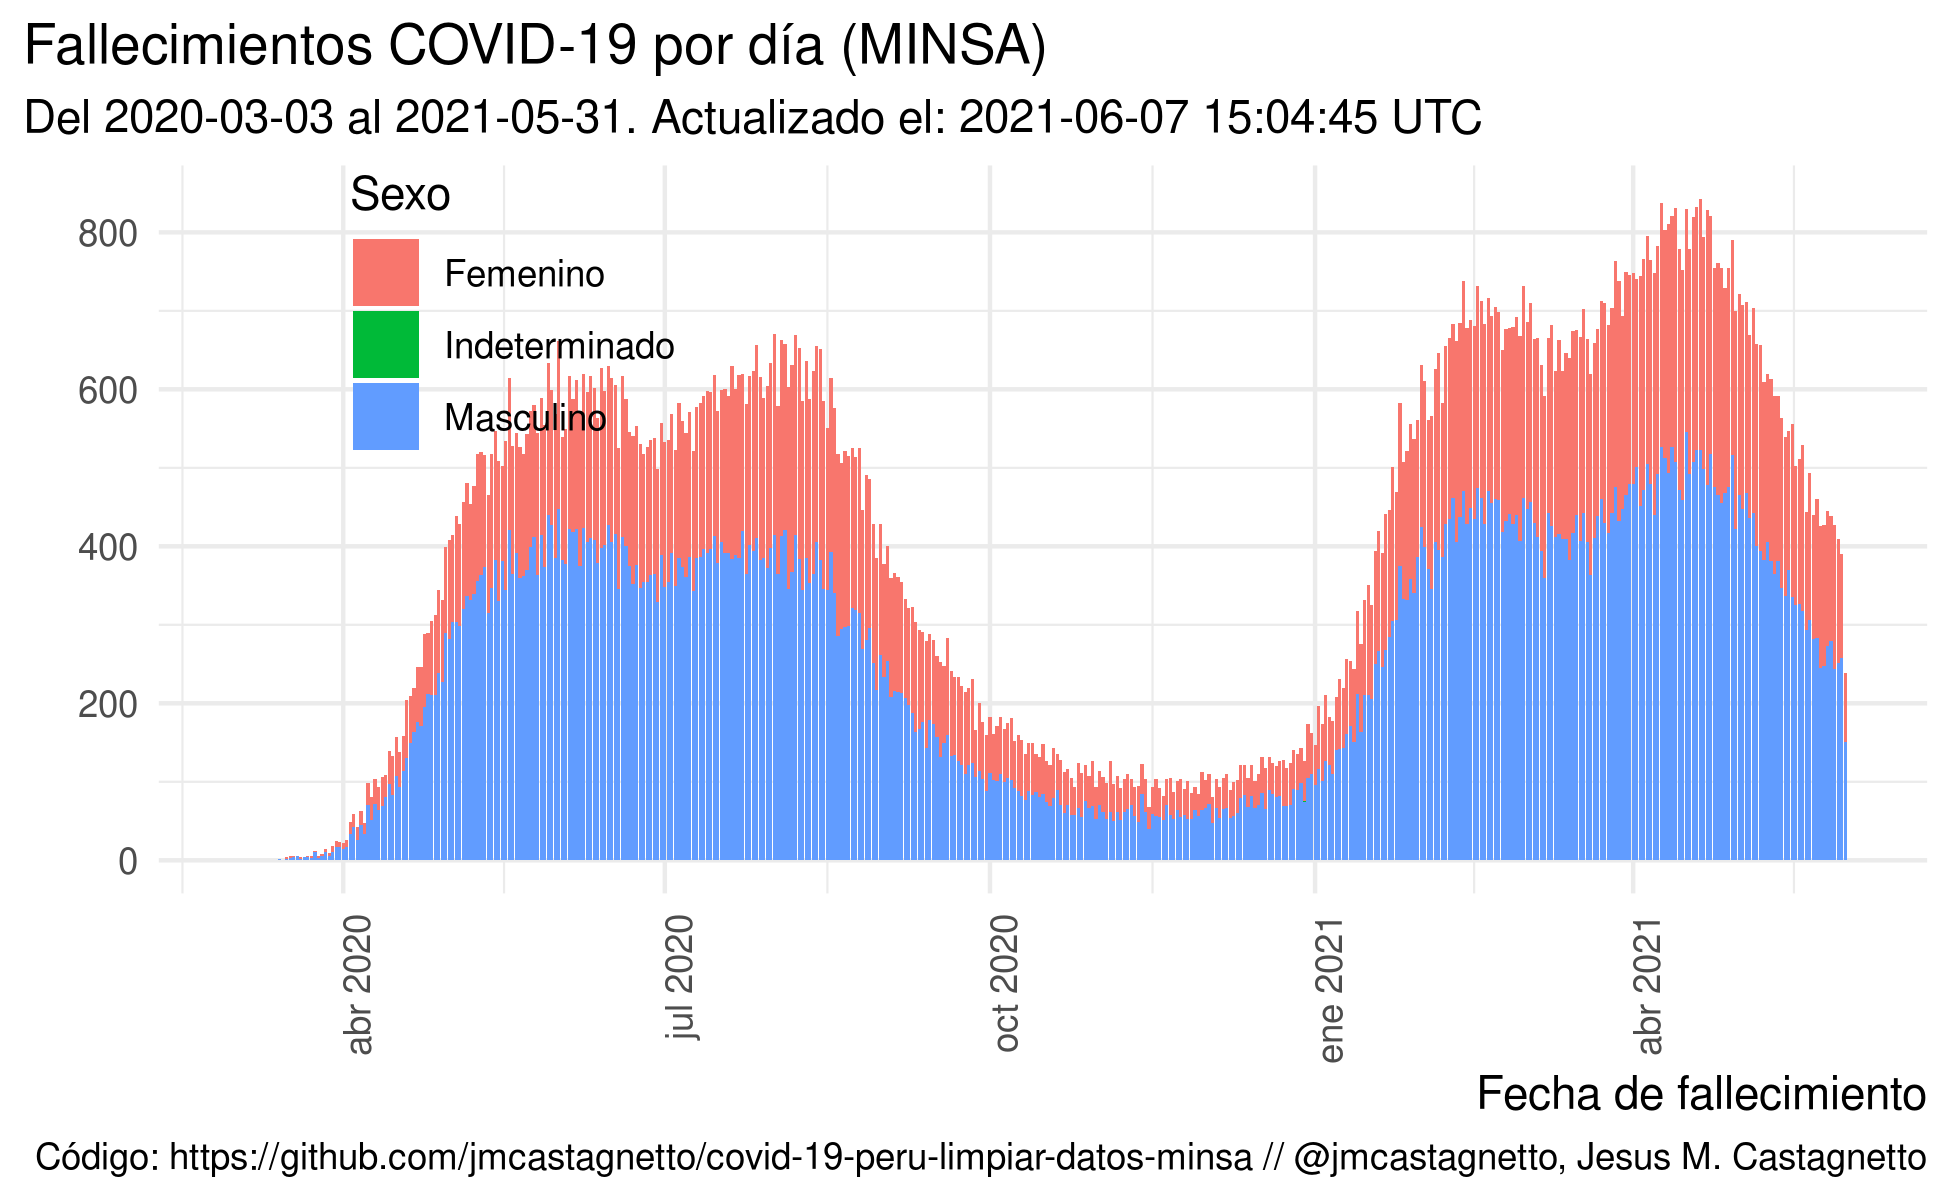 Fallecimientos COVID-19 por día (MINSA)
Del 2020-03-03 al 2021-05-31. Actualizado el: 2021-06-07 15:04:45 UTC
Sexo
Femenino
Indeterminado
Masculino
800
600
400
200
0
abr 2020
jul 2020
oct 2020
ene 2021
abr 2021
Fecha de fallecimiento
Código: https://github.com/jmcastagnetto/covid-19-peru-limpiar-datos-minsa // @jmcastagnetto, Jesus M. Castagnetto